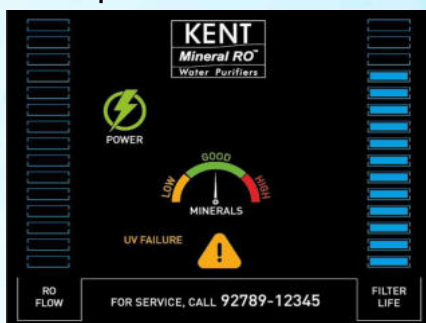 KENT
Mineral RO™
Water Purifiers
POWER
LOW
GOOD
HIGH
MINERALS
UV FAILURE
!
RO
FLOW
FOR SERVICE, CALL 92789-12345
FILTER
LIFE